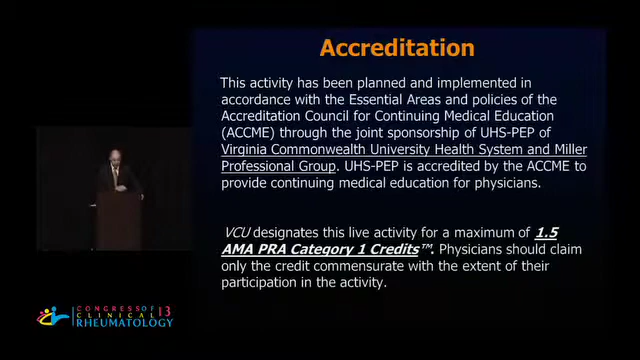 Accreditation
This activity has been planned and implemented in
accordance with the Essential Areas and policies of the
Accreditation Council for Continuing Medical Education
(ACCME) through the joint sponsorship of UHS-PEP of
Virginia Commonwealth University Health System and Miller
Professional Group. UHS-PEP is accredited by the ACCME to
provide continuing medical education for physicians.
VCU designates this live activity for a maximum of 1.5
AMA PRA Category 1 Credits™. Physicians should claim
only the credit commensurate with the extent of their
participation in the activity.
CONGRESS OF 13
CLINICAL
RHEUMATOLOGY